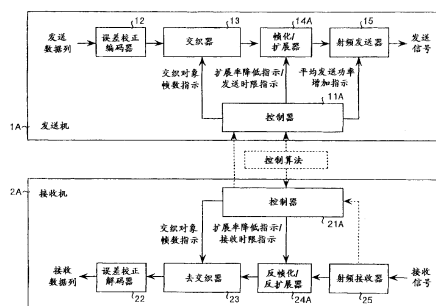 12
13
14A
15
发送
数据列
误差校正
编码器
交织器
帧化/
扩展器
射频发送器
发送
信号
交织对象
帧数指示
扩展率降低指示/
发送时限指示
平均发送功率
增加指示
11A
控制器
1A
发送机
控制算法
2A
接收机
控制器
21A
交织对象
帧数指示
扩展率降低指示/
接收时限指示
接收
数据列
误差校正
解码器
去交织器
反帧化/
反扩展器
射频接收器
接收
信号
22
23
24A
25